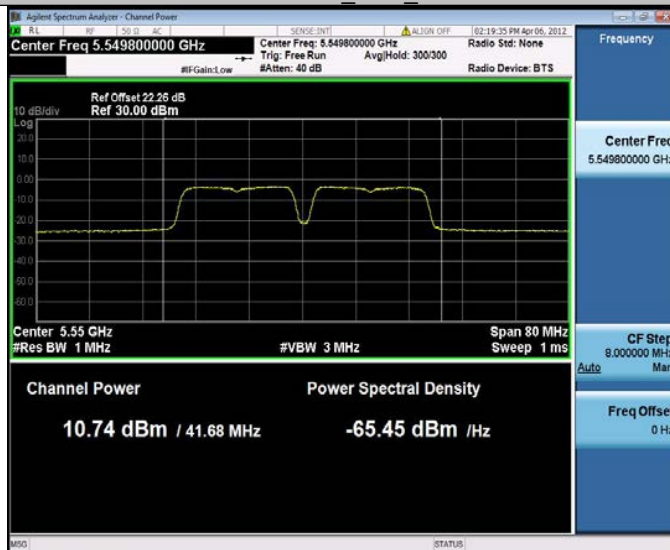 Agilent Spectrum Analyzer - Channel Power
RL RF 50 Ω AC SENSE:INT ALIGN OFF 02:19:35 PM Apr 06, 2012
Center Freq 5.549800000 GHz
Center Freq: 5.549800000 GHz Radio Std: None
Trig: Free Run Avg|Hold: 300/300
#IFGain:Low #Atten: 40 dB Radio Device: BTS
Ref Offset 22.26 dB
10 dB/div Ref 30.00 dBm
Log
20.0
10.0
0.00
-10.0
-20.0
-30.0
-40.0
-50.0
-60.0
Center 5.55 GHz Span 80 MHz
#Res BW 1 MHz #VBW 3 MHz Sweep 1 ms
Channel Power Power Spectral Density
10.74 dBm / 41.68 MHz -65.45 dBm /Hz
MSG STATUS
Frequency
Center Freq
5.549800000 GHz
CF Step
8.000000 MHz
Auto Man
Freq Offset
0 Hz